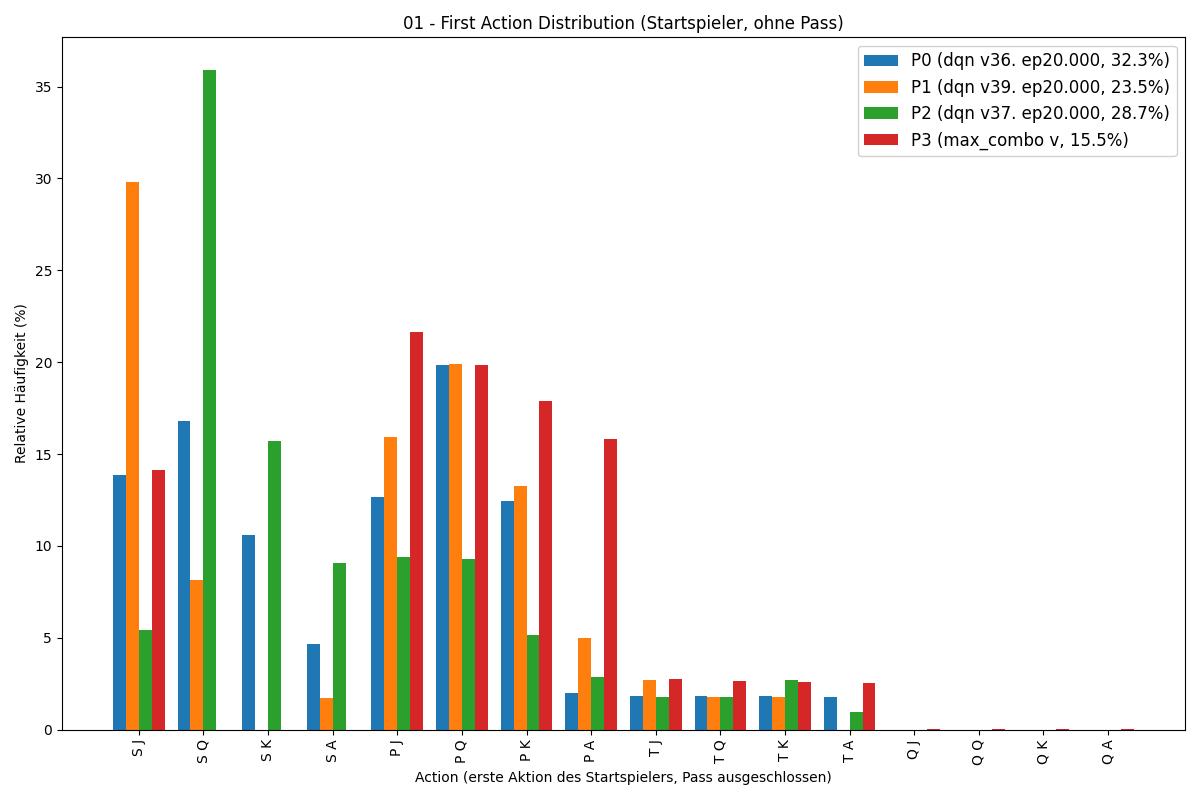 01 - First Action Distribution (Startspieler, ohne Pass)
P0 (dqn v36. ep20.000, 32.3%)
P1 (dqn v39. ep20.000, 23.5%)
P2 (dqn v37. ep20.000, 28.7%)
P3 (max_combo v, 15.5%)
Relative Häufigkeit (%)
35
30
25
20
15
10
5
0
S J
S Q
S K
S A
P J
P Q
P K
P A
T J
T Q
T K
T A
Q J
Q Q
Q K
Q A
Action (erste Aktion des Startspielers, Pass ausgeschlossen)